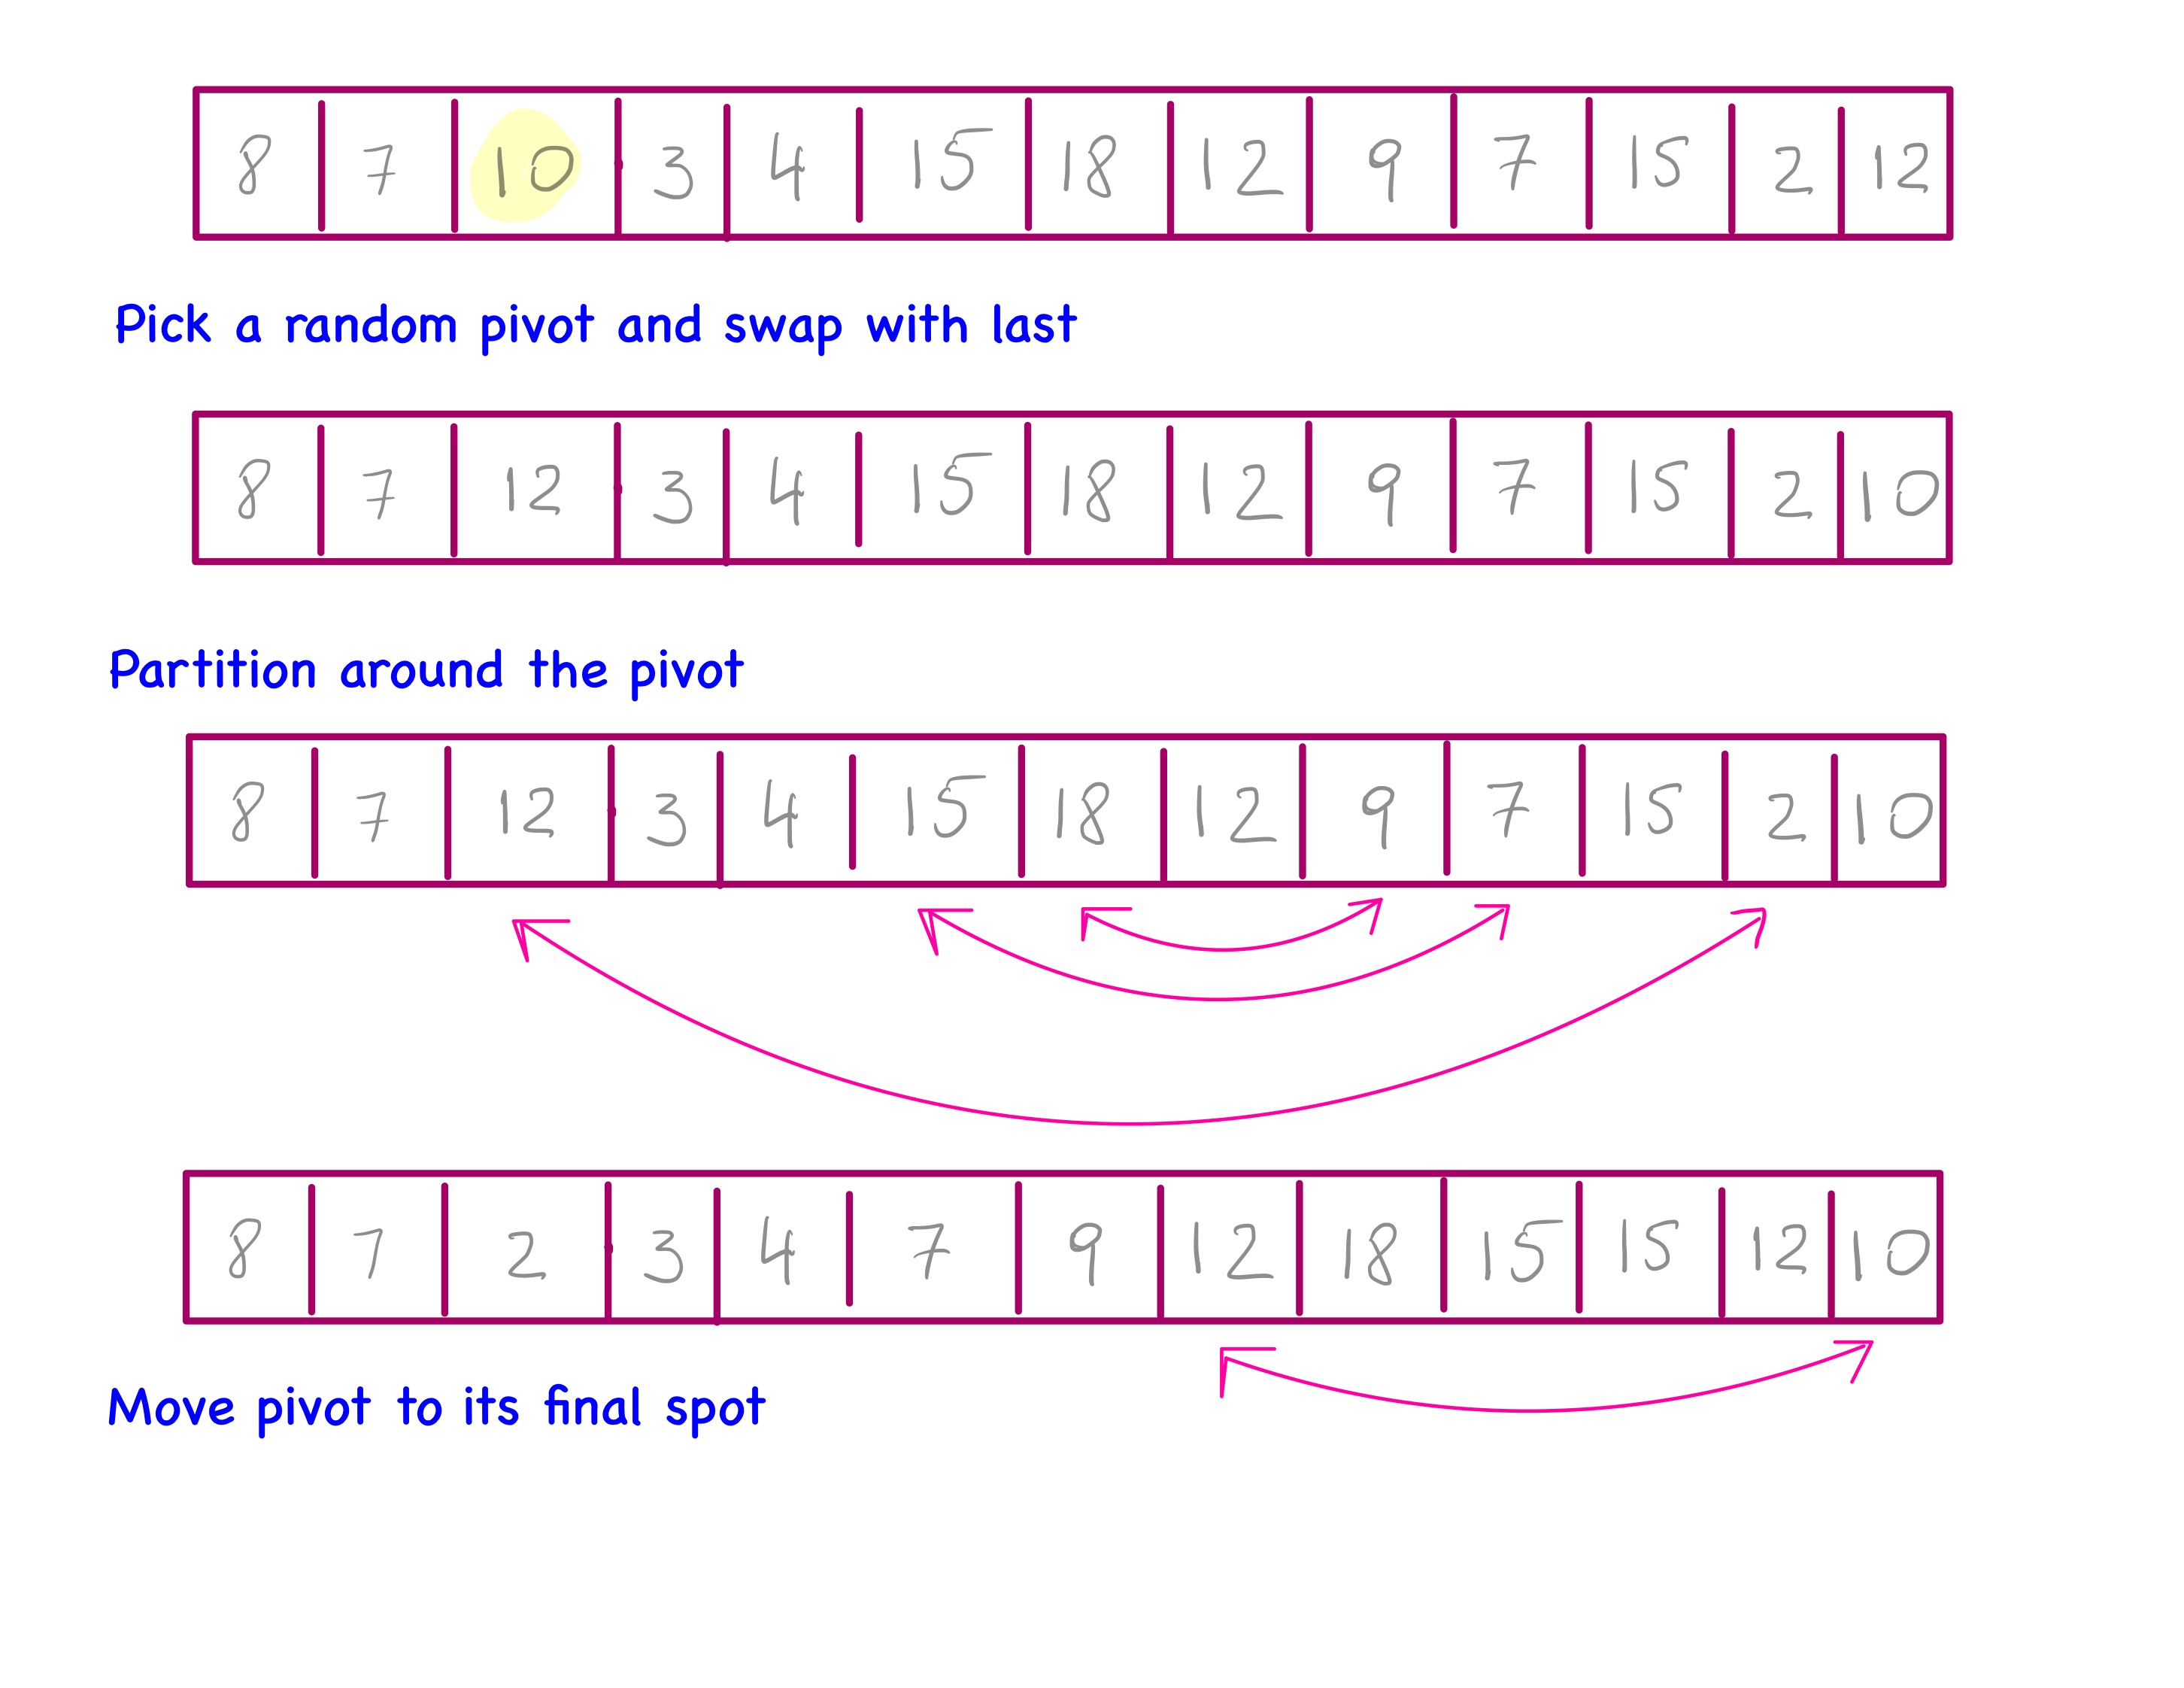 8 7 10 3 4 15 18 12 9 7 15 2 12
Pick a random pivot and swap with last
8 7 12 3 4 15 18 12 9 7 15 2 10
Partition around the pivot
8 7 12 3 4 15 18 12 9 7 15 2 10
8 7 2 3 4 7 9 12 18 15 15 12 10
Move pivot to its final spot